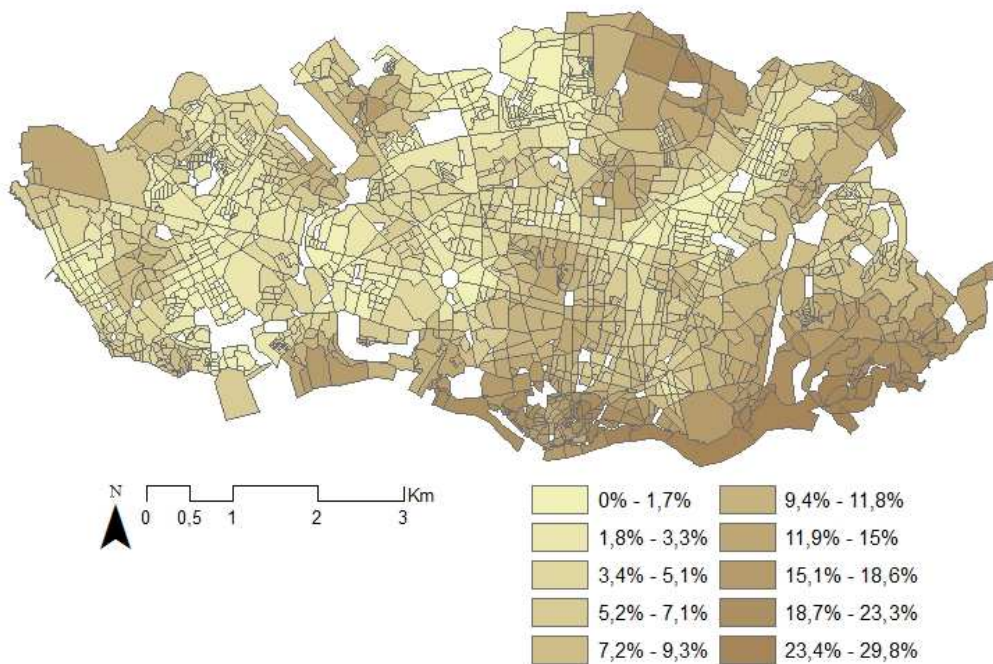 N
Km
0 0,5 1 2 3
0% - 1,7%
1,8% - 3,3%
3,4% - 5,1%
5,2% - 7,1%
7,2% - 9,3%
9,4% - 11,8%
11,9% - 15%
15,1% - 18,6%
18,7% - 23,3%
23,4% - 29,8%